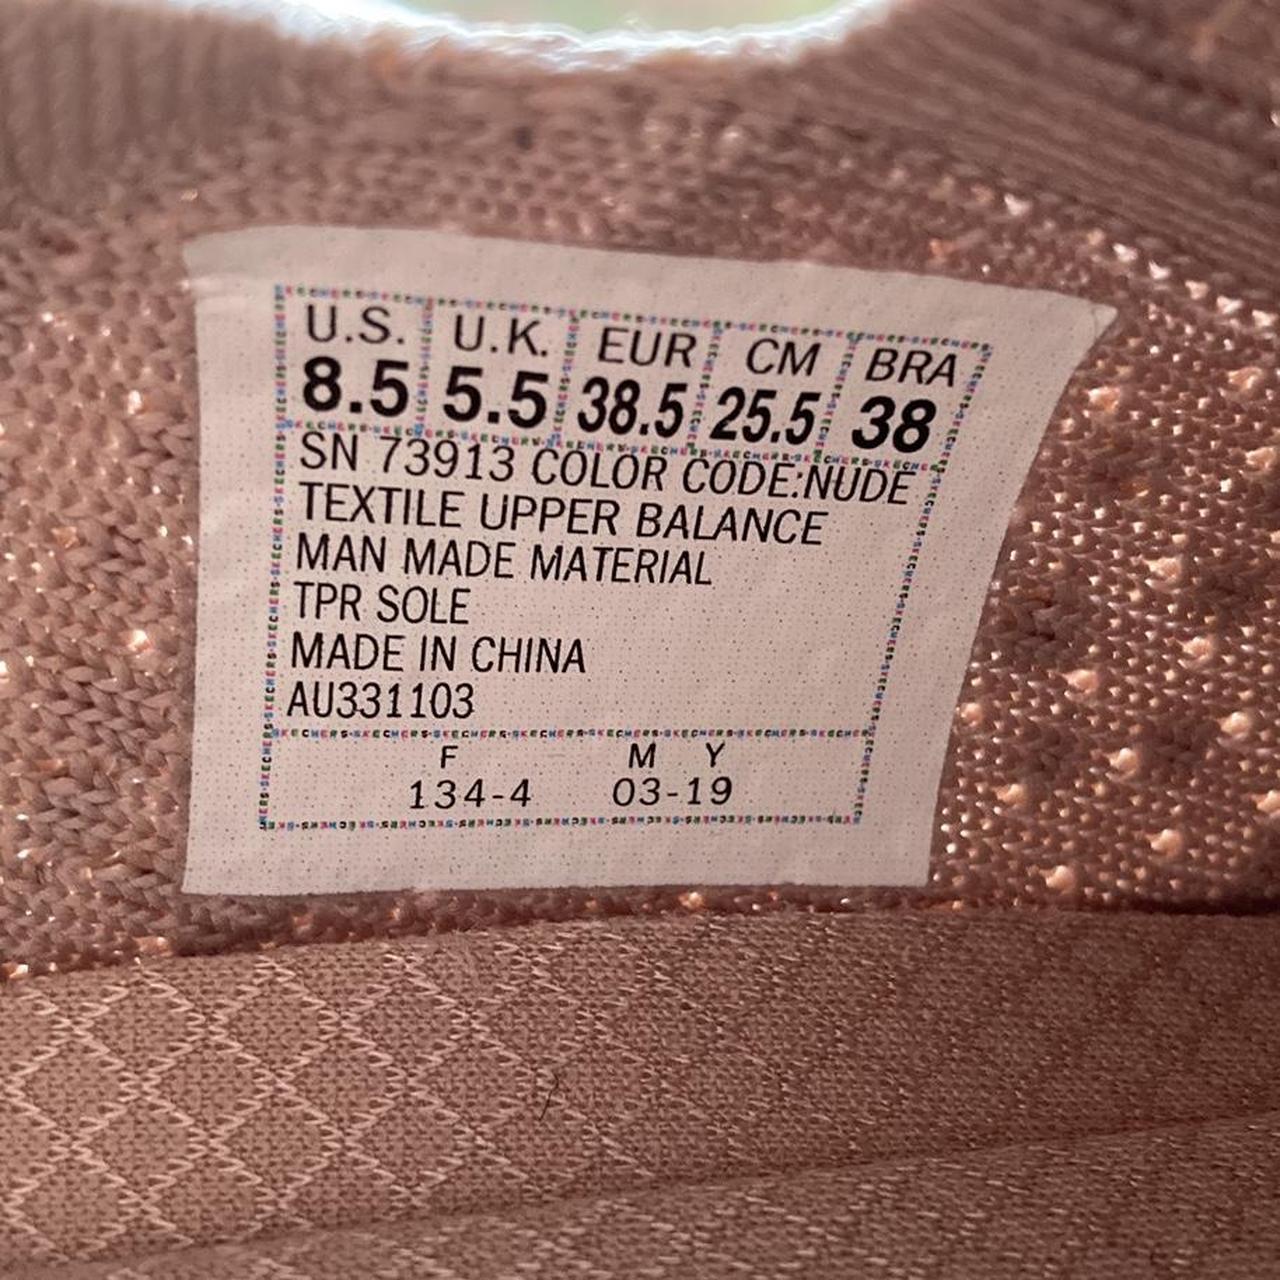 U.S. U.K. EUR CM BRA
8.5 5.5 38.5 25.5 38
SN 73913 COLOR CODE:NUDE
TEXTILE UPPER BALANCE
MAN MADE MATERIAL
TPR SOLE
MADE IN CHINA
AU331103
F M Y
134-4 03-19